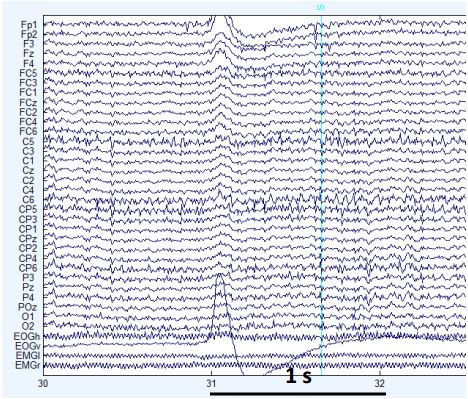 S
Fp1
Fp2
F3
Fz
F4
FC5
FC3
FC1
FCz
FC2
FC4
FC6
C5
C3
C1
Cz
C2
C4
C6
CP5
CP3
CP1
CPz
CP2
CP4
CP6
P3
Pz
P4
POz
O1
O2
EOGh
EOGv
EMGl
EMGr
30
31
32
1 s